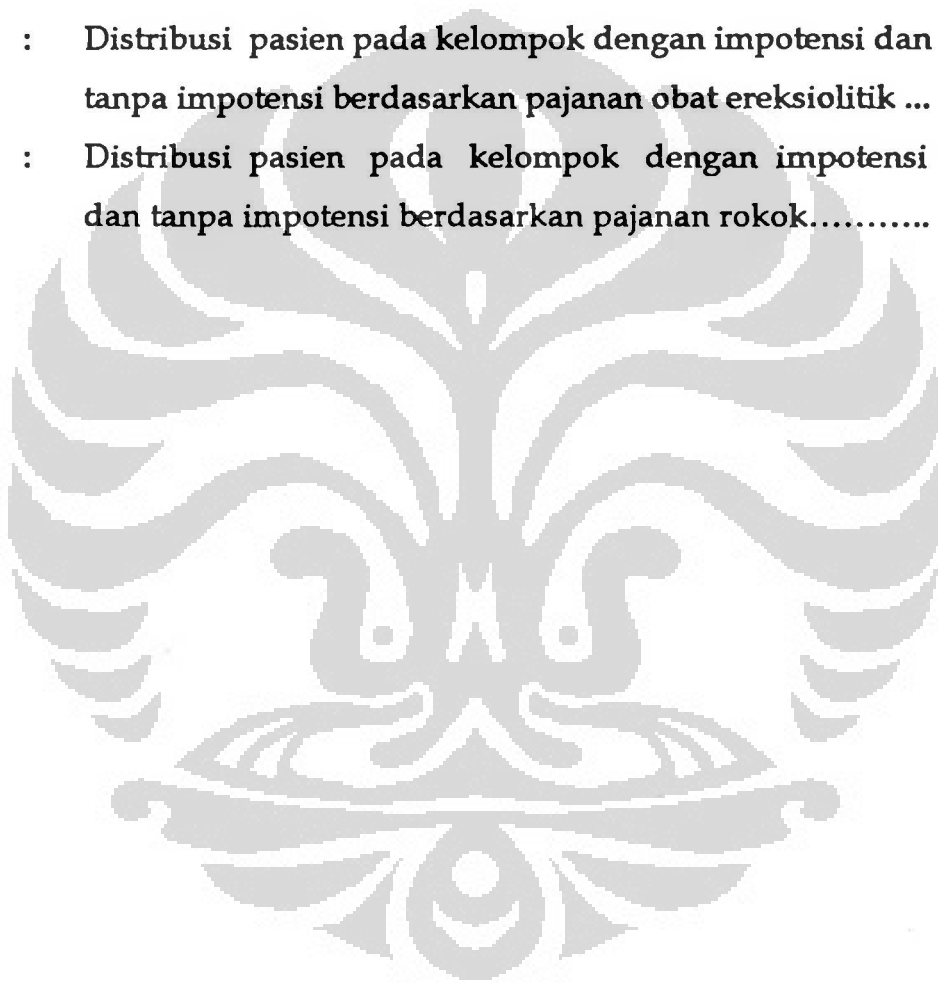 : Distribusi pasien pada kelompok dengan impotensi dan
tanpa impotensi berdasarkan pajanan obat ereksiolitik ...
: Distribusi pasien pada kelompok dengan impotensi
dan tanpa impotensi berdasarkan pajanan rokok...........